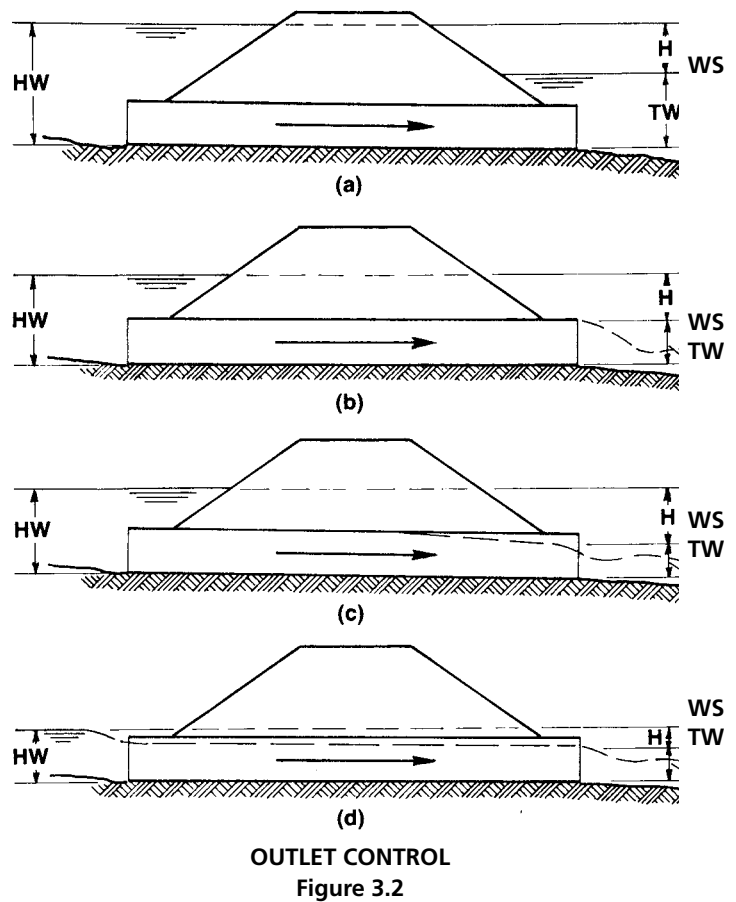 H
WS
HW
TW
(a)
H
HW
WS
TW
(b)
H
WS
HW
TW
(c)
WS
H TW
HW
(d)
OUTLET CONTROL
Figure 3.2